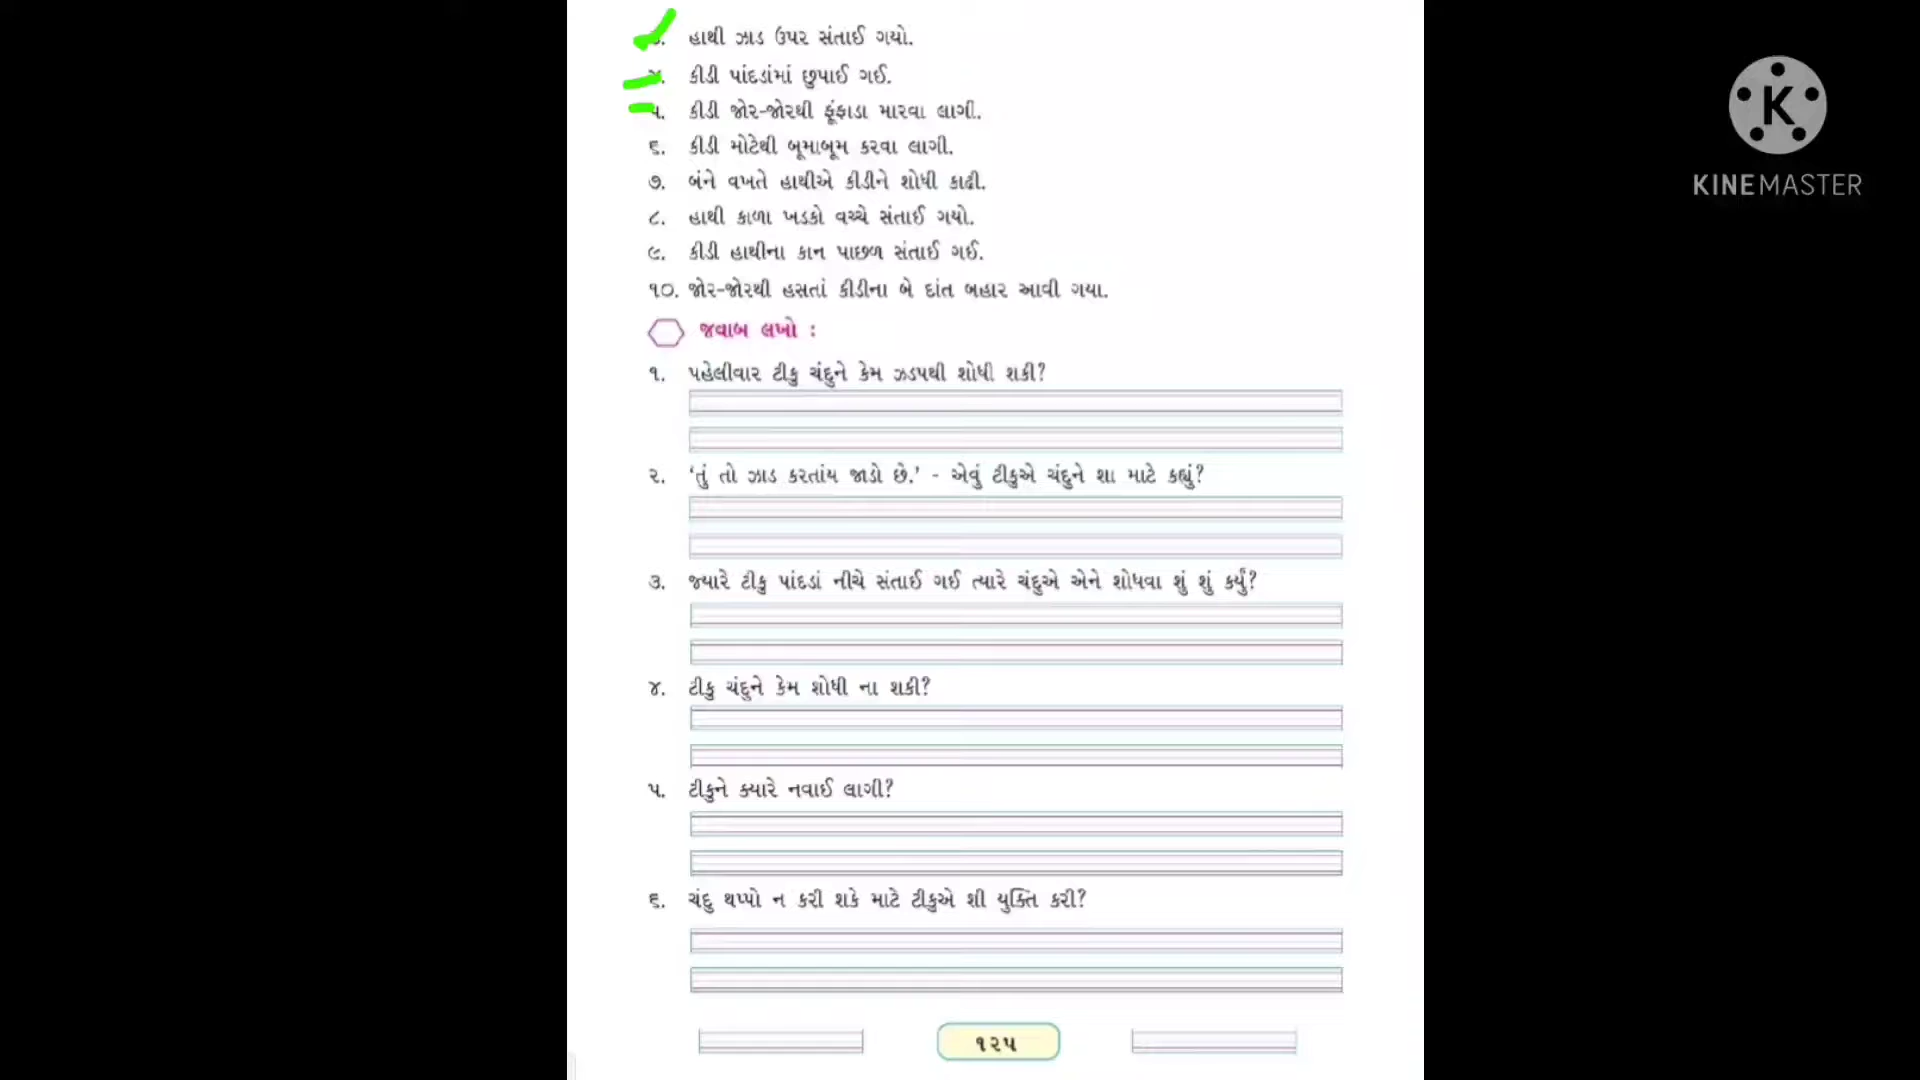 હાથી ઝાડ ઉપર સંતાઈ ગયો.
૪. કીડી પાંદડાંમાં છુપાઈ ગઈ.
૫. કીડી જોર-જોરથી ફૂંફાડા મારવા લાગી.
૬. કીડી મોટેથી બૂમાબૂમ કરવા લાગી.
૭. બંને વખતે હાથીએ કીડીને શોધી કાઢી.
૮. હાથી કાળા ખડકો વચ્ચે સંતાઈ ગયો.
૯. કીડી હાથીના કાન પાછળ સંતાઈ ગઈ.
૧૦. જોર-જોરથી હસતાં કીડીના બે દાંત બહાર આવી ગયા.
જવાબ લખો :
૧. પહેલીવાર ટીકુ ચંદુને કેમ ઝડપથી શોધી શકી?
૨. ‘તું તો ઝાડ કરતાંય જાડો છે.’ - એવું ટીકુએ ચંદુને શા માટે કહ્યું?
૩. જ્યારે ટીકુ પાંદડાં નીચે સંતાઈ ગઈ ત્યારે ચંદુએ એને શોધવા શું શું કર્યું?
૪. ટીકુ ચંદુને કેમ શોધી ના શકી?
૫. ટીકુને ક્યારે નવાઈ લાગી?
૬. ચંદુ થપ્પો ન કરી શકે માટે ટીકુએ શી યુક્તિ કરી?
૧૨૫
K
KINEMASTER